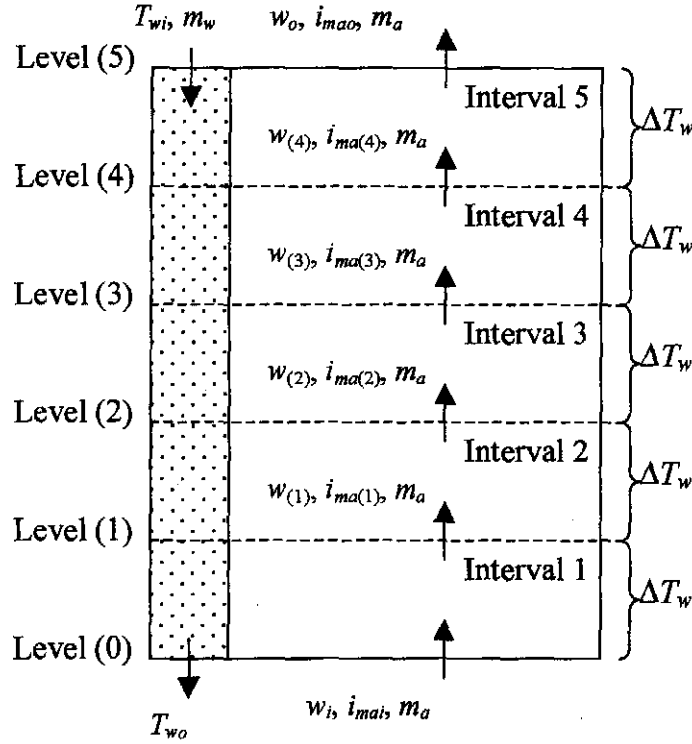 T_wi, m_w w_o, i_mao, m_a
Level (5)
Interval 5
ΔT_w
w_(4), i_ma(4), m_a
Level (4)
Interval 4
ΔT_w
w_(3), i_ma(3), m_a
Level (3)
Interval 3
ΔT_w
w_(2), i_ma(2), m_a
Level (2)
Interval 2
ΔT_w
w_(1), i_ma(1), m_a
Level (1)
Interval 1
ΔT_w
Level (0)
T_wo w_i, i_mai, m_a